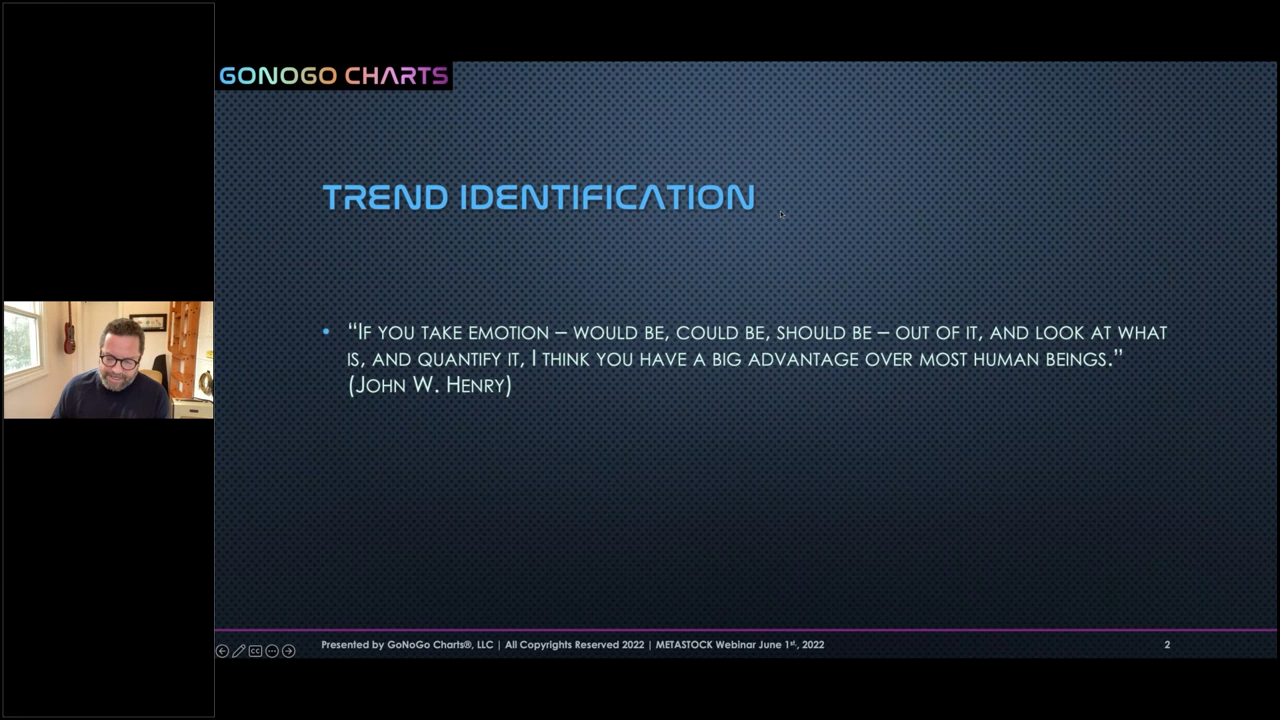 GONOGO CHARTS
TREND IDENTIFICATION
• “IF YOU TAKE EMOTION – WOULD BE, COULD BE, SHOULD BE – OUT OF IT, AND LOOK AT WHAT
IS, AND QUANTIFY IT, I THINK YOU HAVE A BIG ADVANTAGE OVER MOST HUMAN BEINGS.”
(JOHN W. HENRY)
Presented by GoNoGo Charts®, LLC | All Copyrights Reserved 2022 | METASTOCK Webinar June 1st, 2022
2
CC